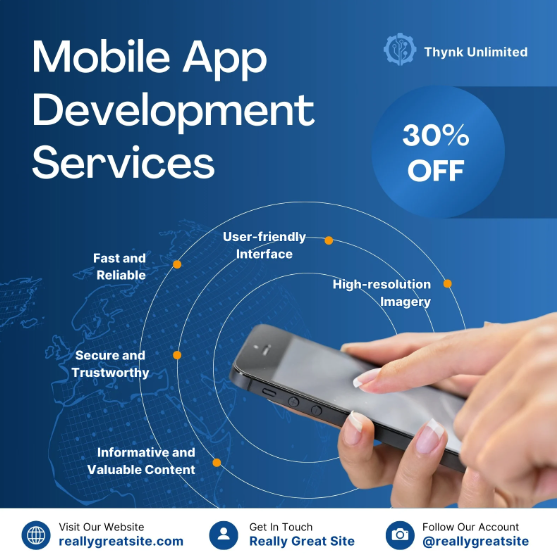 Mobile App
Development
Services
Thynk Unlimited
30%
OFF
User-friendly
Interface
Fast and
Reliable
High-resolution
Imagery
Secure and
Trustworthy
Informative and
Valuable Content
Visit Our Website
reallygreatsite.com
Get In Touch
Really Great Site
Follow Our Account
@reallygreatsite